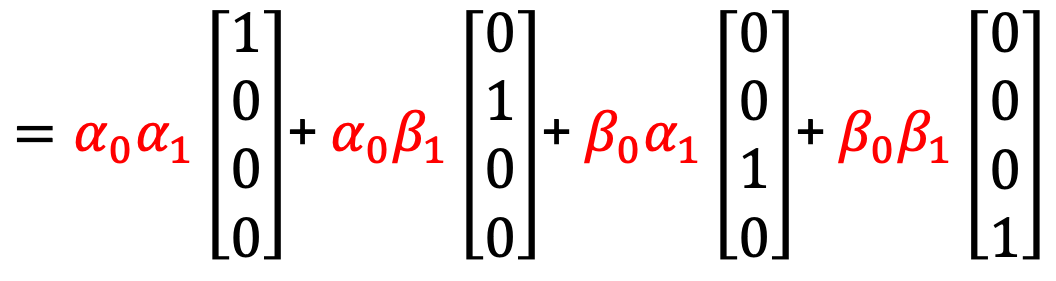 = α₀α₁ [1 0 0 0] + α₀β₁ [0 1 0 0] + β₀α₁ [0 0 1 0] + β₀β₁ [0 0 0 1]